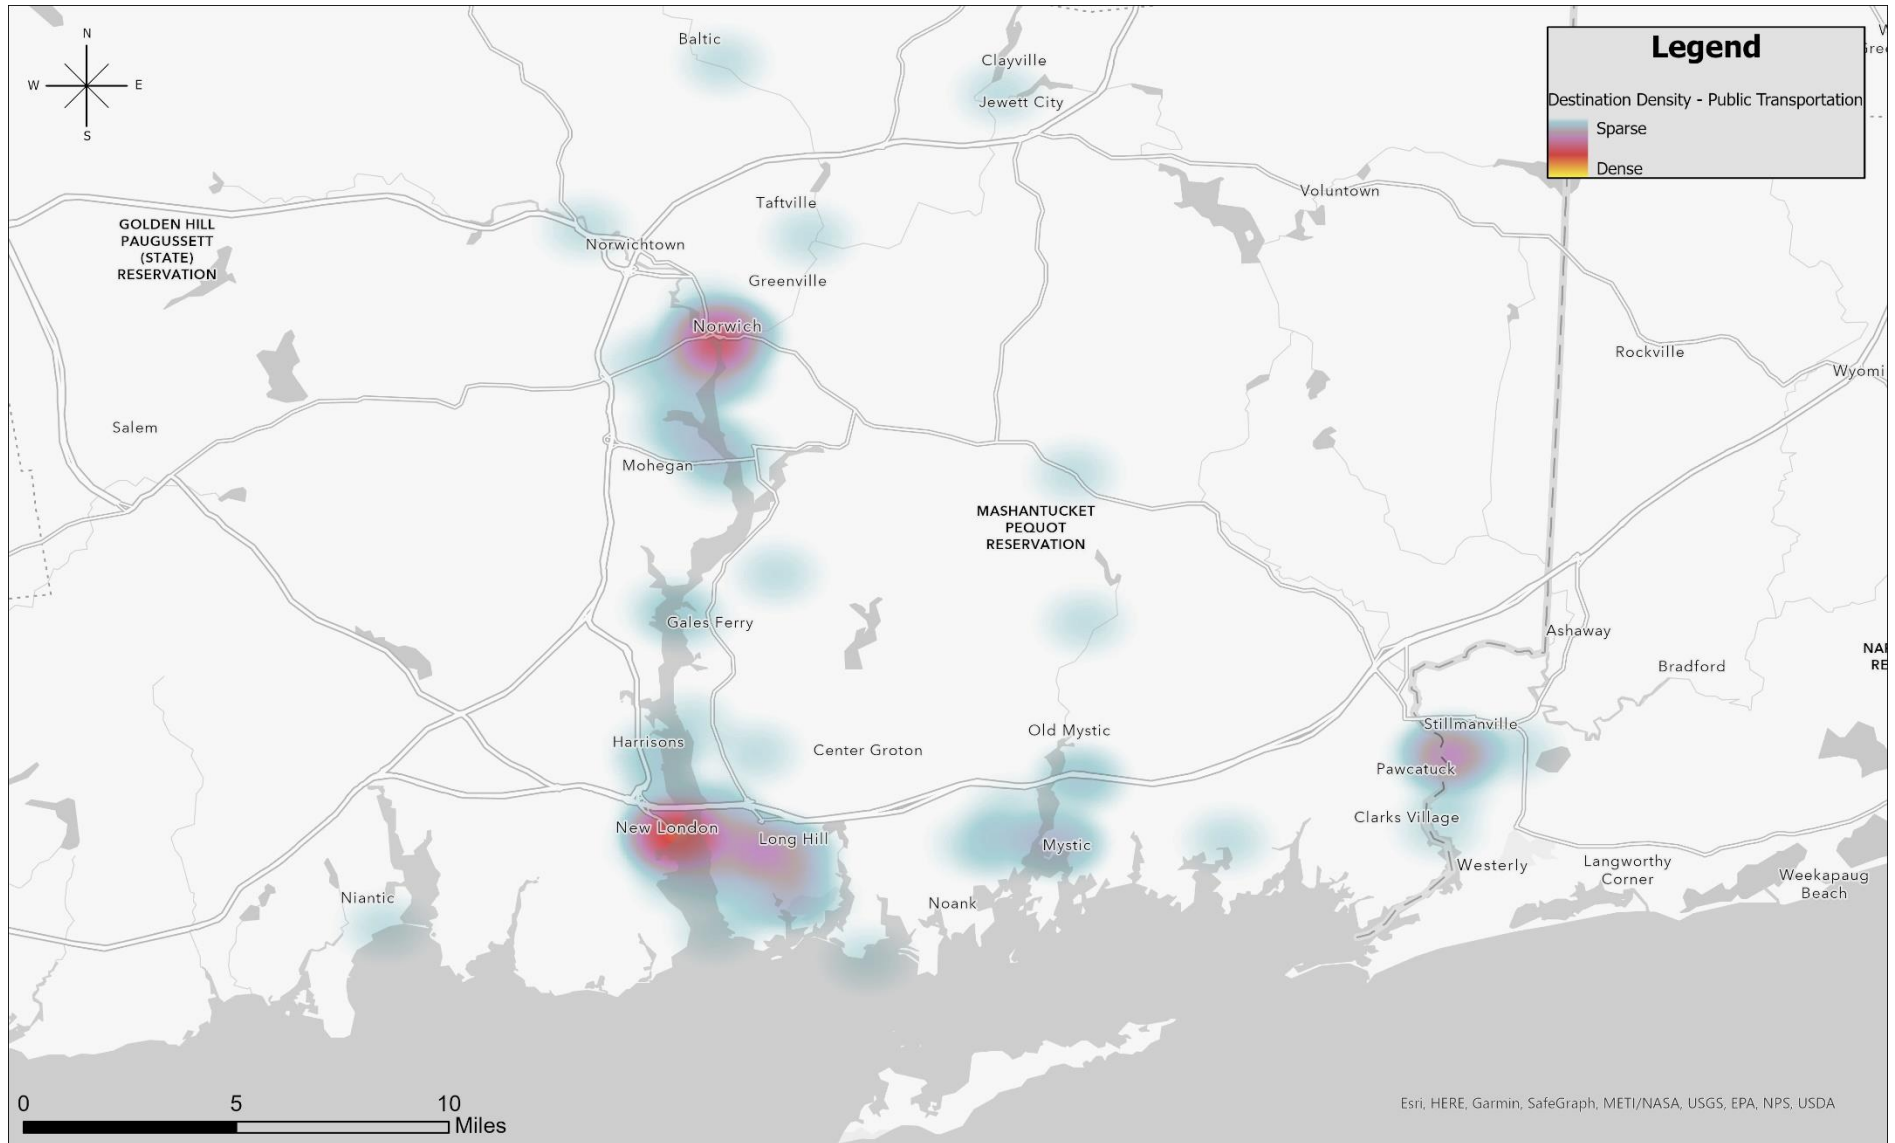 N
W E
S
Legend
Destination Density - Public Transportation
Sparse
Dense
Baltic
Clayville
Jewett City
Voluntown
Taftville
GOLDEN HILL
PAUGUSSETT
(STATE)
RESERVATION
Norwichtown
Greenville
Norwich
Rockville
Wyomi
Salem
Mohegan
MASHANTUCKET
PEQUOT
RESERVATION
Gales Ferry
Ashaway
NAR
RE
Bradford
Stillmanville
Old Mystic
Harrisons
Center Groton
Pawcatuck
Clarks Village
New London
Long Hill
Mystic
Westerly
Langworthy
Corner
Weekapaug
Beach
Niantic
Noank
0 5 10
Miles
Esri, HERE, Garmin, SafeGraph, METI/NASA, USGS, EPA, NPS, USDA